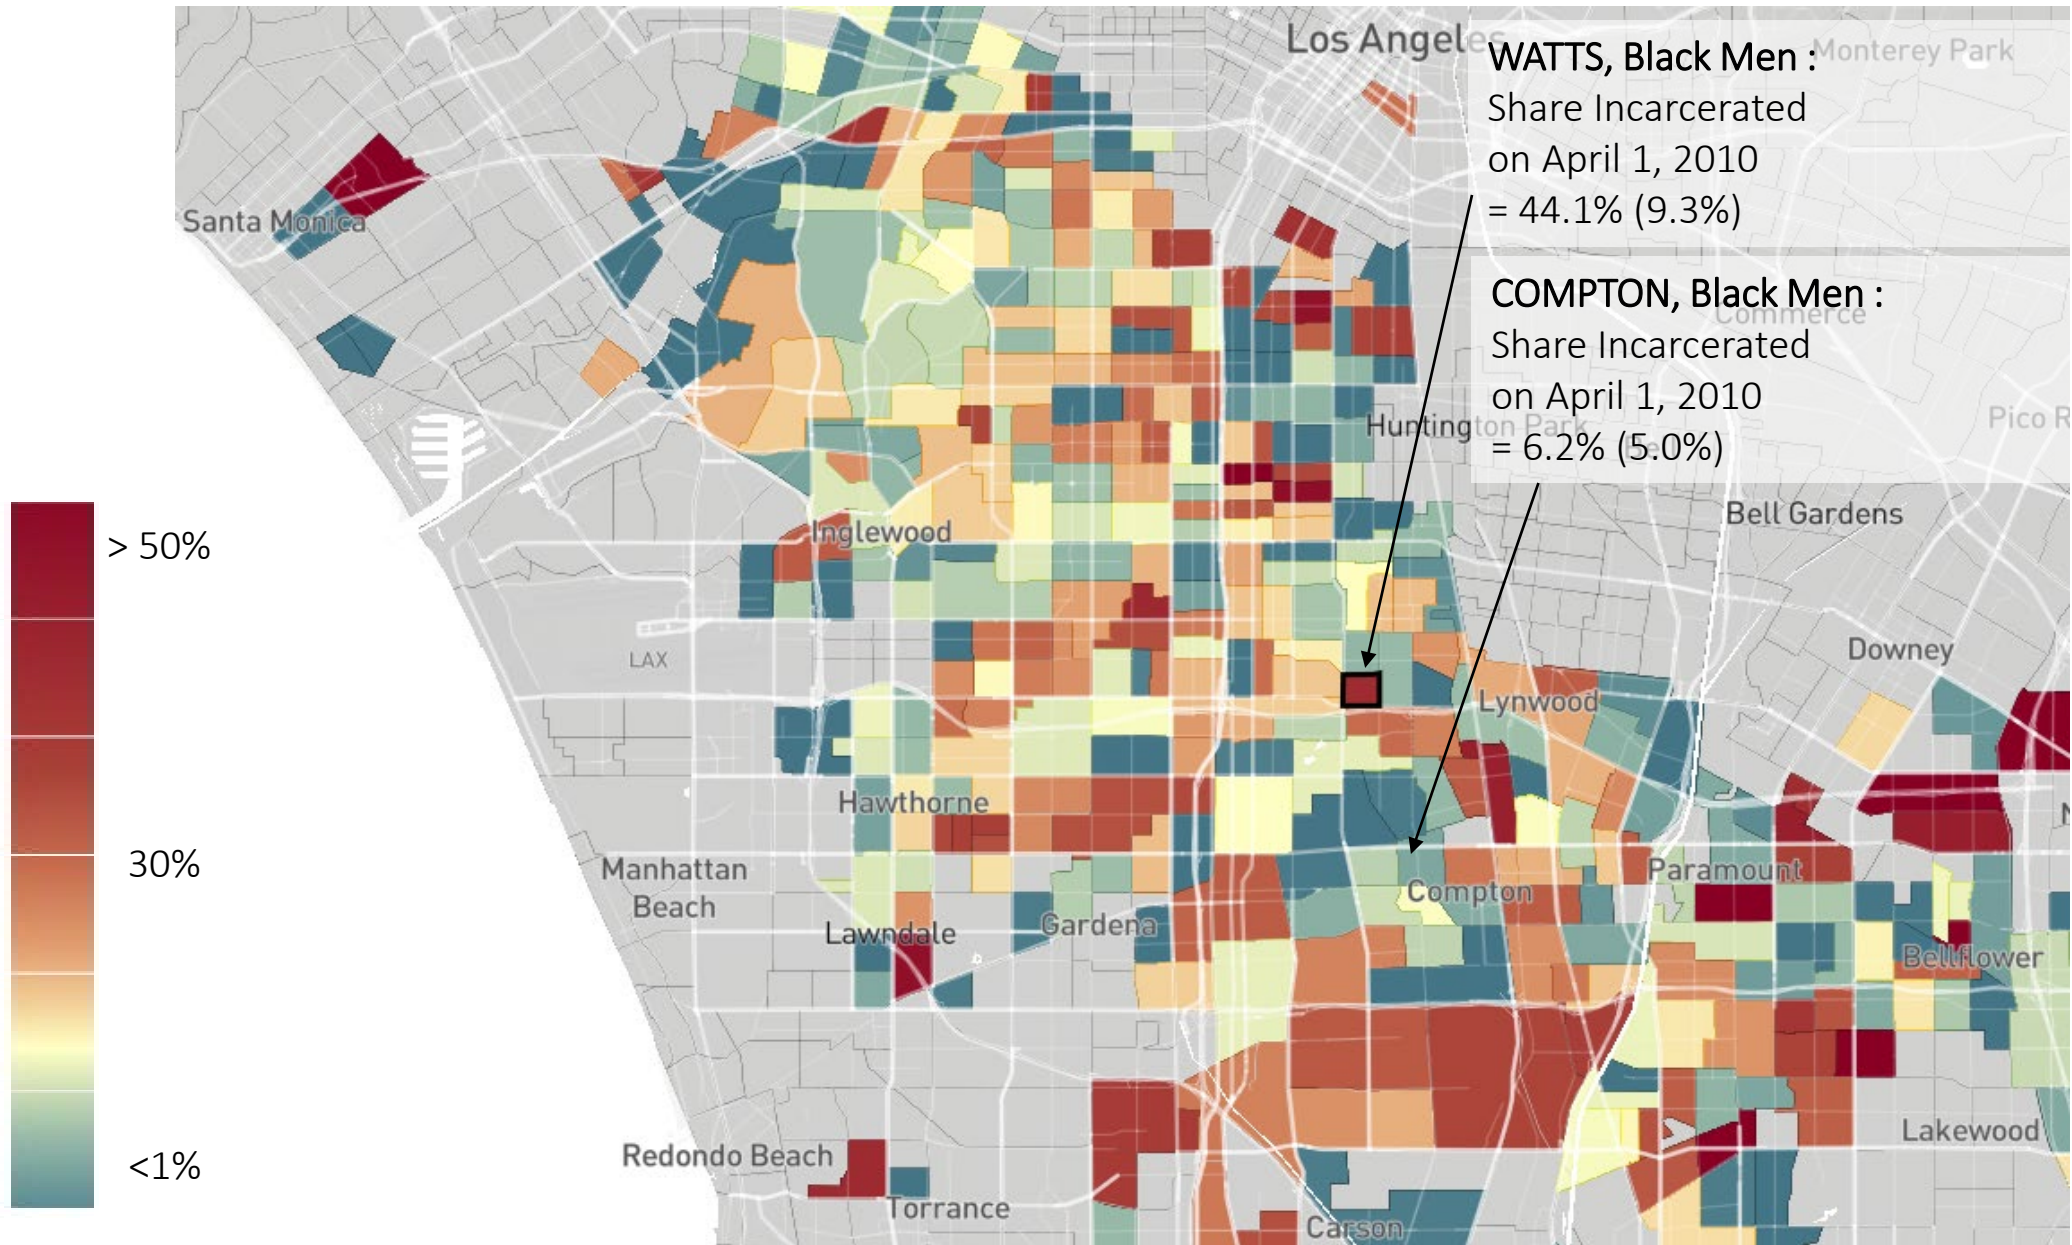 Los Angeles
Monterey Park
WATTS, Black Men :
Share Incarcerated
on April 1, 2010
= 44.1% (9.3%)
Santa Monica
COMPTON, Black Men :
Commerce
Share Incarcerated
on April 1, 2010
= 6.2% (5.0%)
Huntington Park
Pico R
Bell Gardens
> 50%
Inglewood
LAX
Downey
Lynwood
Hawthorne
30%
Manhattan
Beach
Paramount
Compton
Lawndale
Gardena
Bellflower
<1%
Redondo Beach
Lakewood
Torrance
Carson